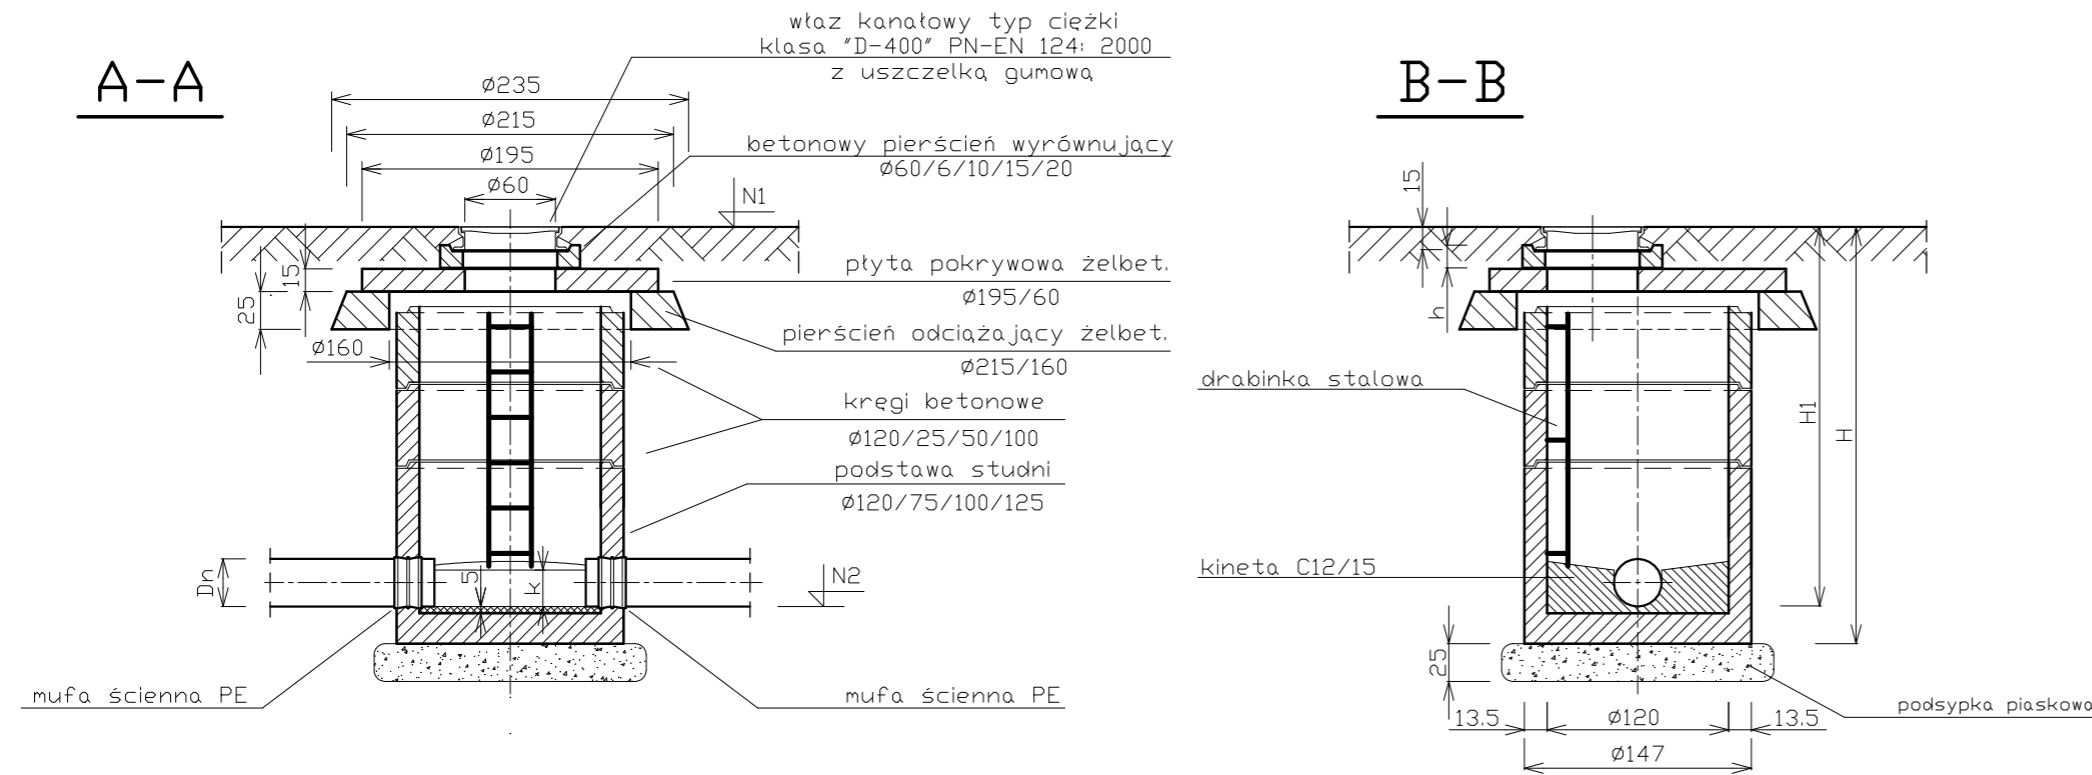 A-A
Ø235
Ø215
Ø195
Ø60
właz kanałowy typ ciężki
klasa "D-400" PN-EN 124: 2000
z uszczelką gumową
betonowy pierścień wyrównujący
Ø60/6/10/15/20
N1
płyta pokrywowa żelbet.
Ø195/60
15
25
pierścień odciążający żelbet.
Ø215/160
Ø160
kręgi betonowe
Ø120/25/50/100
podstawa studni
Ø120/75/100/125
Dn
5
k
N2
mufa ścienna PE
mufa ścienna PE
B-B
15
h
drabinka stalowa
H1
H
kineta C12/15
25
podsypka piaskowa
13.5
Ø120
13.5
Ø147